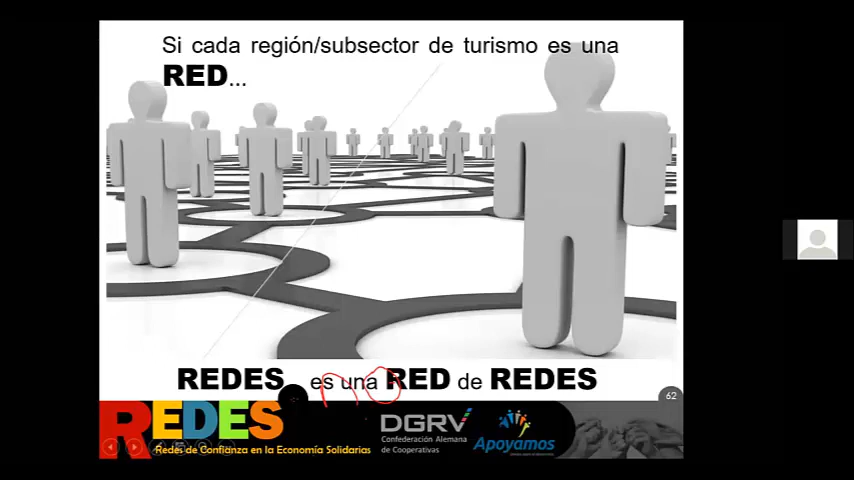 Si cada región/subsector de turismo es una
RED...
REDES es una RED de REDES
no
62
REDES
Redes de Confianza en la Economía Solidarias
DGRV
Confederación Alemana
de Cooperativas
Apoyamos